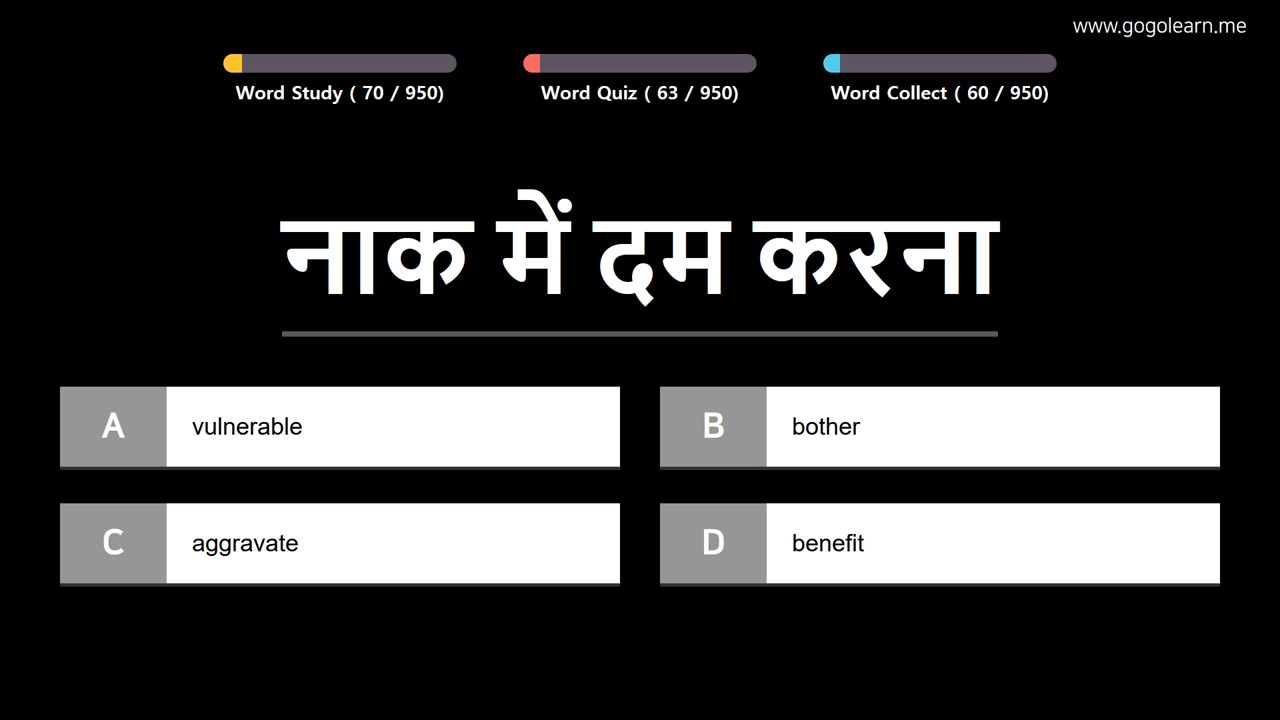 www.gogolearn.me
Word Study ( 70 / 950)
Word Quiz ( 63 / 950)
Word Collect ( 60 / 950)
नाक में दम करना
A vulnerable
B bother
C aggravate
D benefit